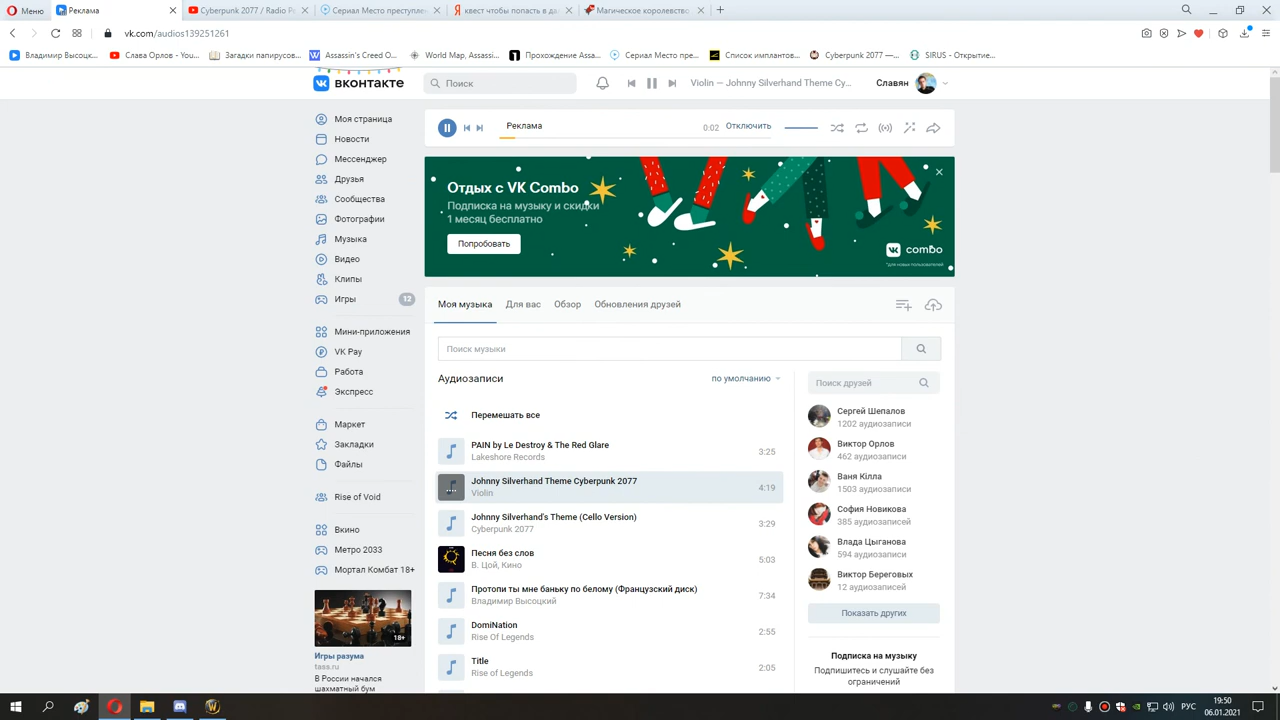 Меню
Реклама
Cyberpunk 2077 / Radio Pe
Сериал Место преступлен
квест чтобы попасть в да
Магическое королевство
vk.com/audios139251261
Владимир Высоцк...
Слава Орлов - You...
Загадки папирусов...
Assassin's Creed O...
World Map, Assassi...
Прохождение Assa...
Сериал Место пре...
Список имплантов...
Cyberpunk 2077 —...
SIRUS - Открытие...
вконтакте
Поиск
Violin — Johnny Silverhand Theme Cy...
Славян
Моя страница
Новости
Мессенджер
Друзья
Сообщества
Фотографии
Музыка
Видео
Клипы
Игры
12
Мини-приложения
VK Pay
Работа
Экспресс
Маркет
Закладки
Файлы
Rise of Void
Вкино
Метро 2033
Мортал Комбат 18+
18+
Игры разума
tass.ru
В России начался
шахматный бум
Реклама
0:02
Отключить
Отдых с VK Combo
Подписка на музыку и скидки
1 месяц бесплатно
Попробовать
combo
*для новых пользователей
Моя музыка
Для вас
Обзор
Обновления друзей
Поиск музыки
Аудиозаписи
по умолчанию
Перемешать все
PAIN by Le Destroy & The Red Glare
Lakeshore Records
3:25
Johnny Silverhand Theme Cyberpunk 2077
Violin
4:19
Johnny Silverhand's Theme (Cello Version)
Cyberpunk 2077
3:29
Песня без слов
В. Цой, Кино
5:03
Протопи ты мне баньку по белому (Французский диск)
Владимир Высоцкий
7:34
DomiNation
Rise Of Legends
2:55
Title
Rise of Legends
2:05
Поиск друзей
Сергей Шепалов
1202 аудиозаписи
Виктор Орлов
462 аудиозаписи
Ваня Кілла
1503 аудиозаписи
София Новикова
385 аудиозаписей
Влада Цыганова
594 аудиозаписи
Виктор Береговых
12 аудиозаписей
Показать других
Подписка на музыку
Подпишитесь и слушайте без
ограничений
РУС
19:50
06.01.2021